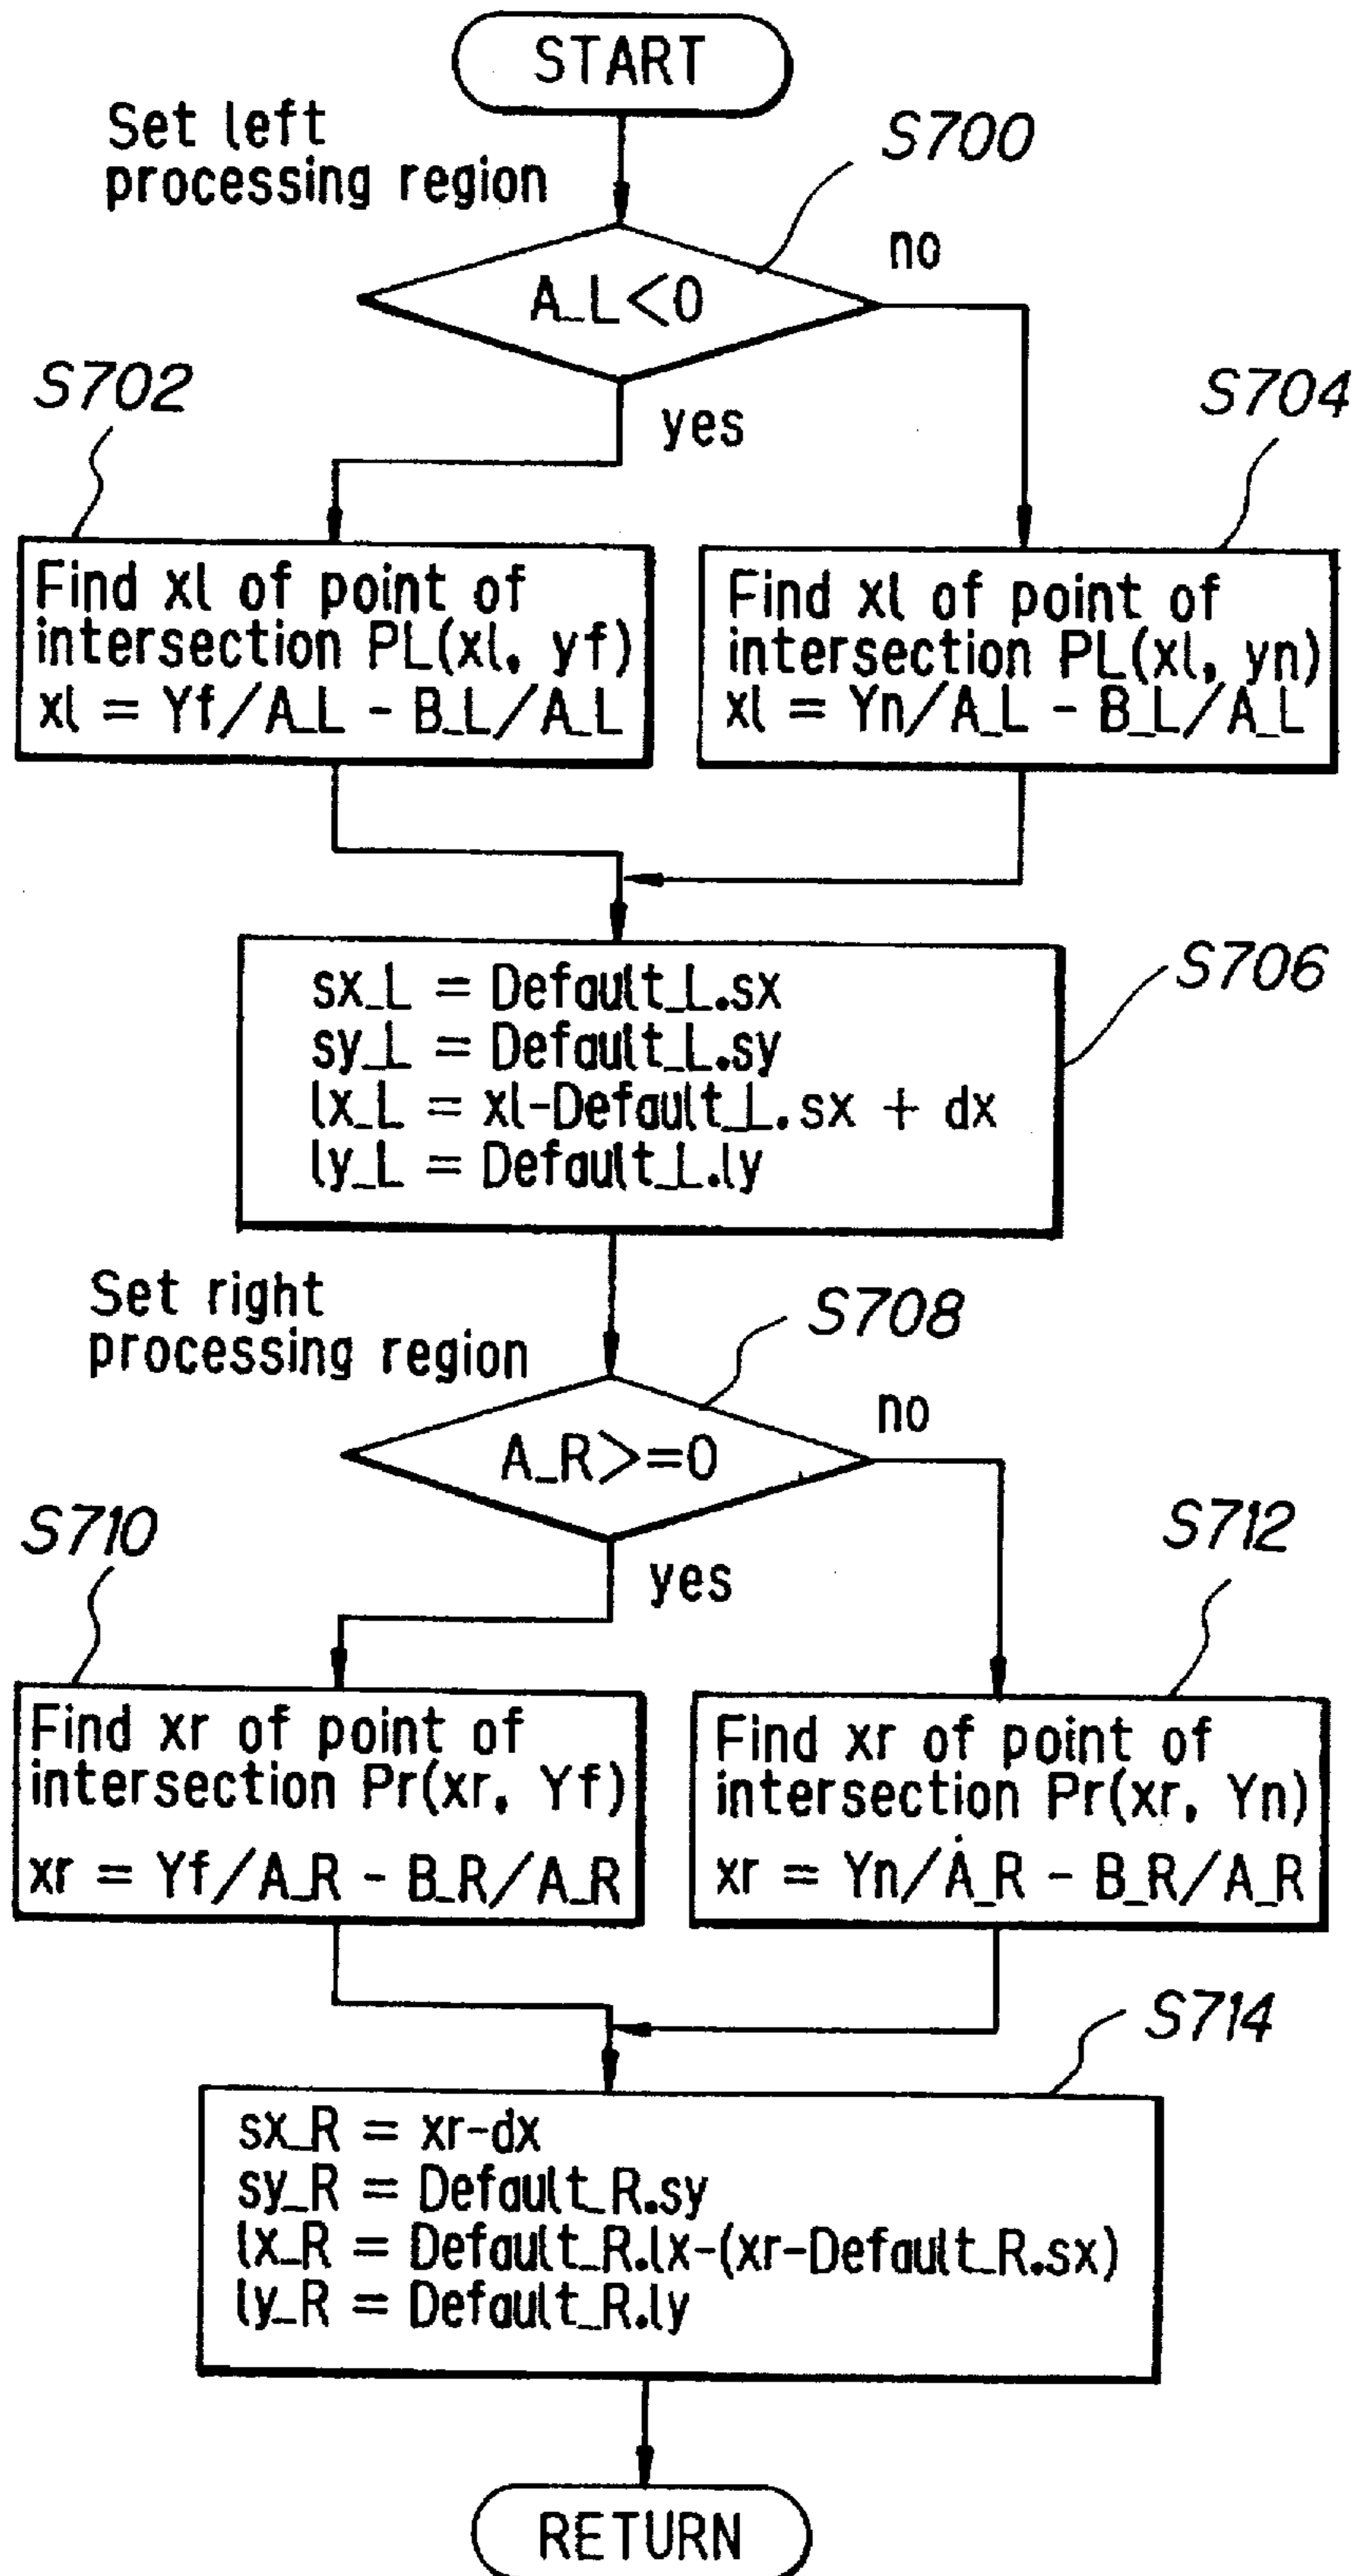 START
Set left
processing region
S700
A_L<0
no
yes
S702
S704
Find xl of point of
intersection PL(xl, yf)
xl = Yf/A_L - B_L/A_L
Find xl of point of
intersection PL(xl, yn)
xl = Yn/A_L - B_L/A_L
S706
sx_L = Default_L.sx
sy_L = Default_L.sy
lx_L = xl-Default_L.sx + dx
ly_L = Default_L.ly
Set right
processing region
S708
A_R>=0
no
yes
S710
S712
Find xr of point of
intersection Pr(xr, Yf)
xr = Yf/A_R - B_R/A_R
Find xr of point of
intersection Pr(xr, Yn)
xr = Yn/A_R - B_R/A_R
S714
sx_R = xr-dx
sy_R = Default_R.sy
lx_R = Default_R.lx-(xr-Default_R.sx)
ly_R = Default_R.ly
RETURN